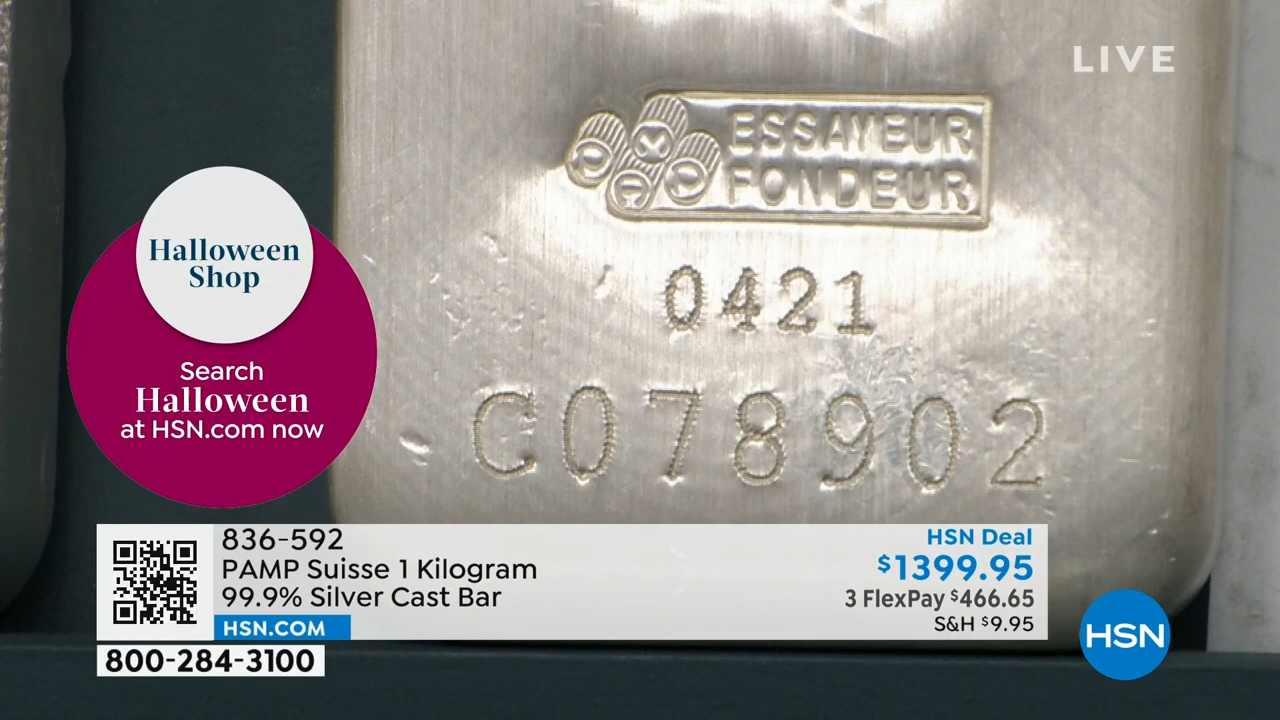 LIVE
PAMP
ESSAYEUR
FONDEUR
0421
C078902
Halloween
Shop
Search
Halloween
at HSN.com now
836-592
PAMP Suisse 1 Kilogram
99.9% Silver Cast Bar
HSN.COM
800-284-3100
HSN Deal
$1399.95
3 FlexPay $466.65
S&H $9.95
HSN